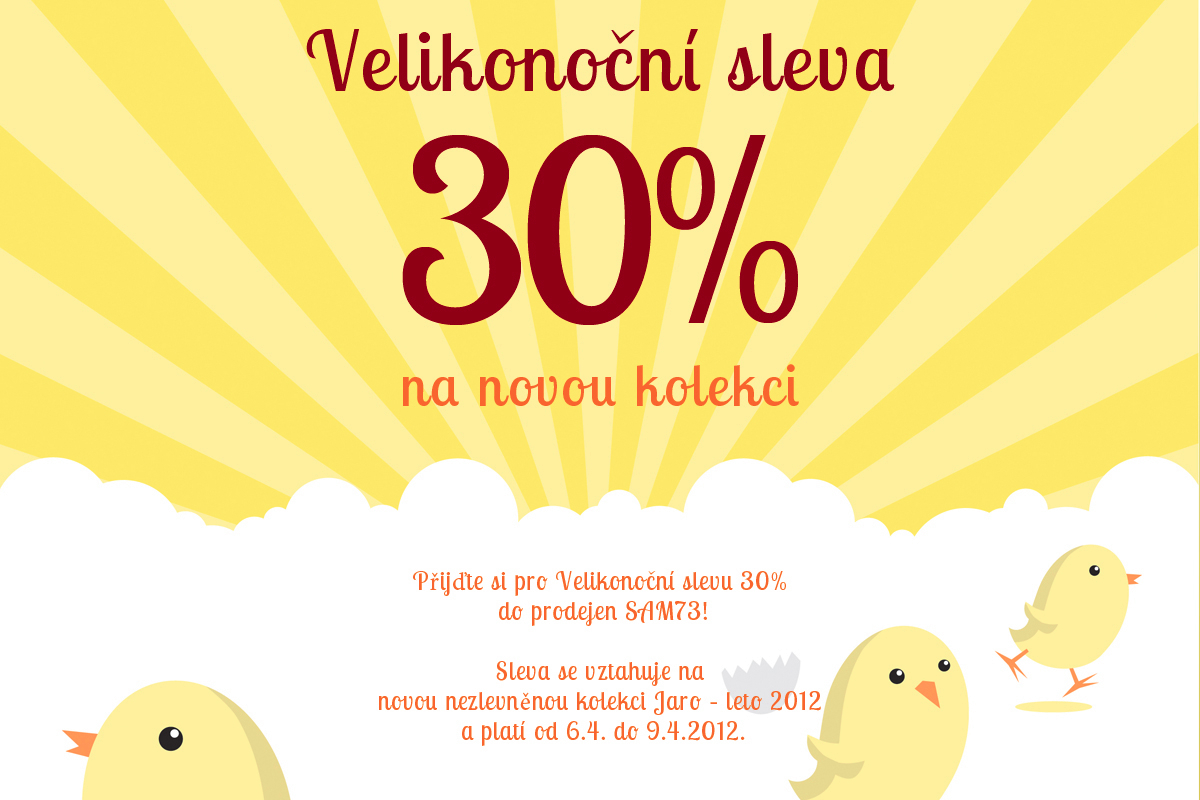 Velikonoční sleva
30%
na novou kolekci
Přijďte si pro Velikonoční slevu 30%
do prodejen SAM73!
Sleva se vztahuje na
novou nezlevněnou kolekci Jaro - leto 2012
a platí od 6.4. do 9.4.2012.